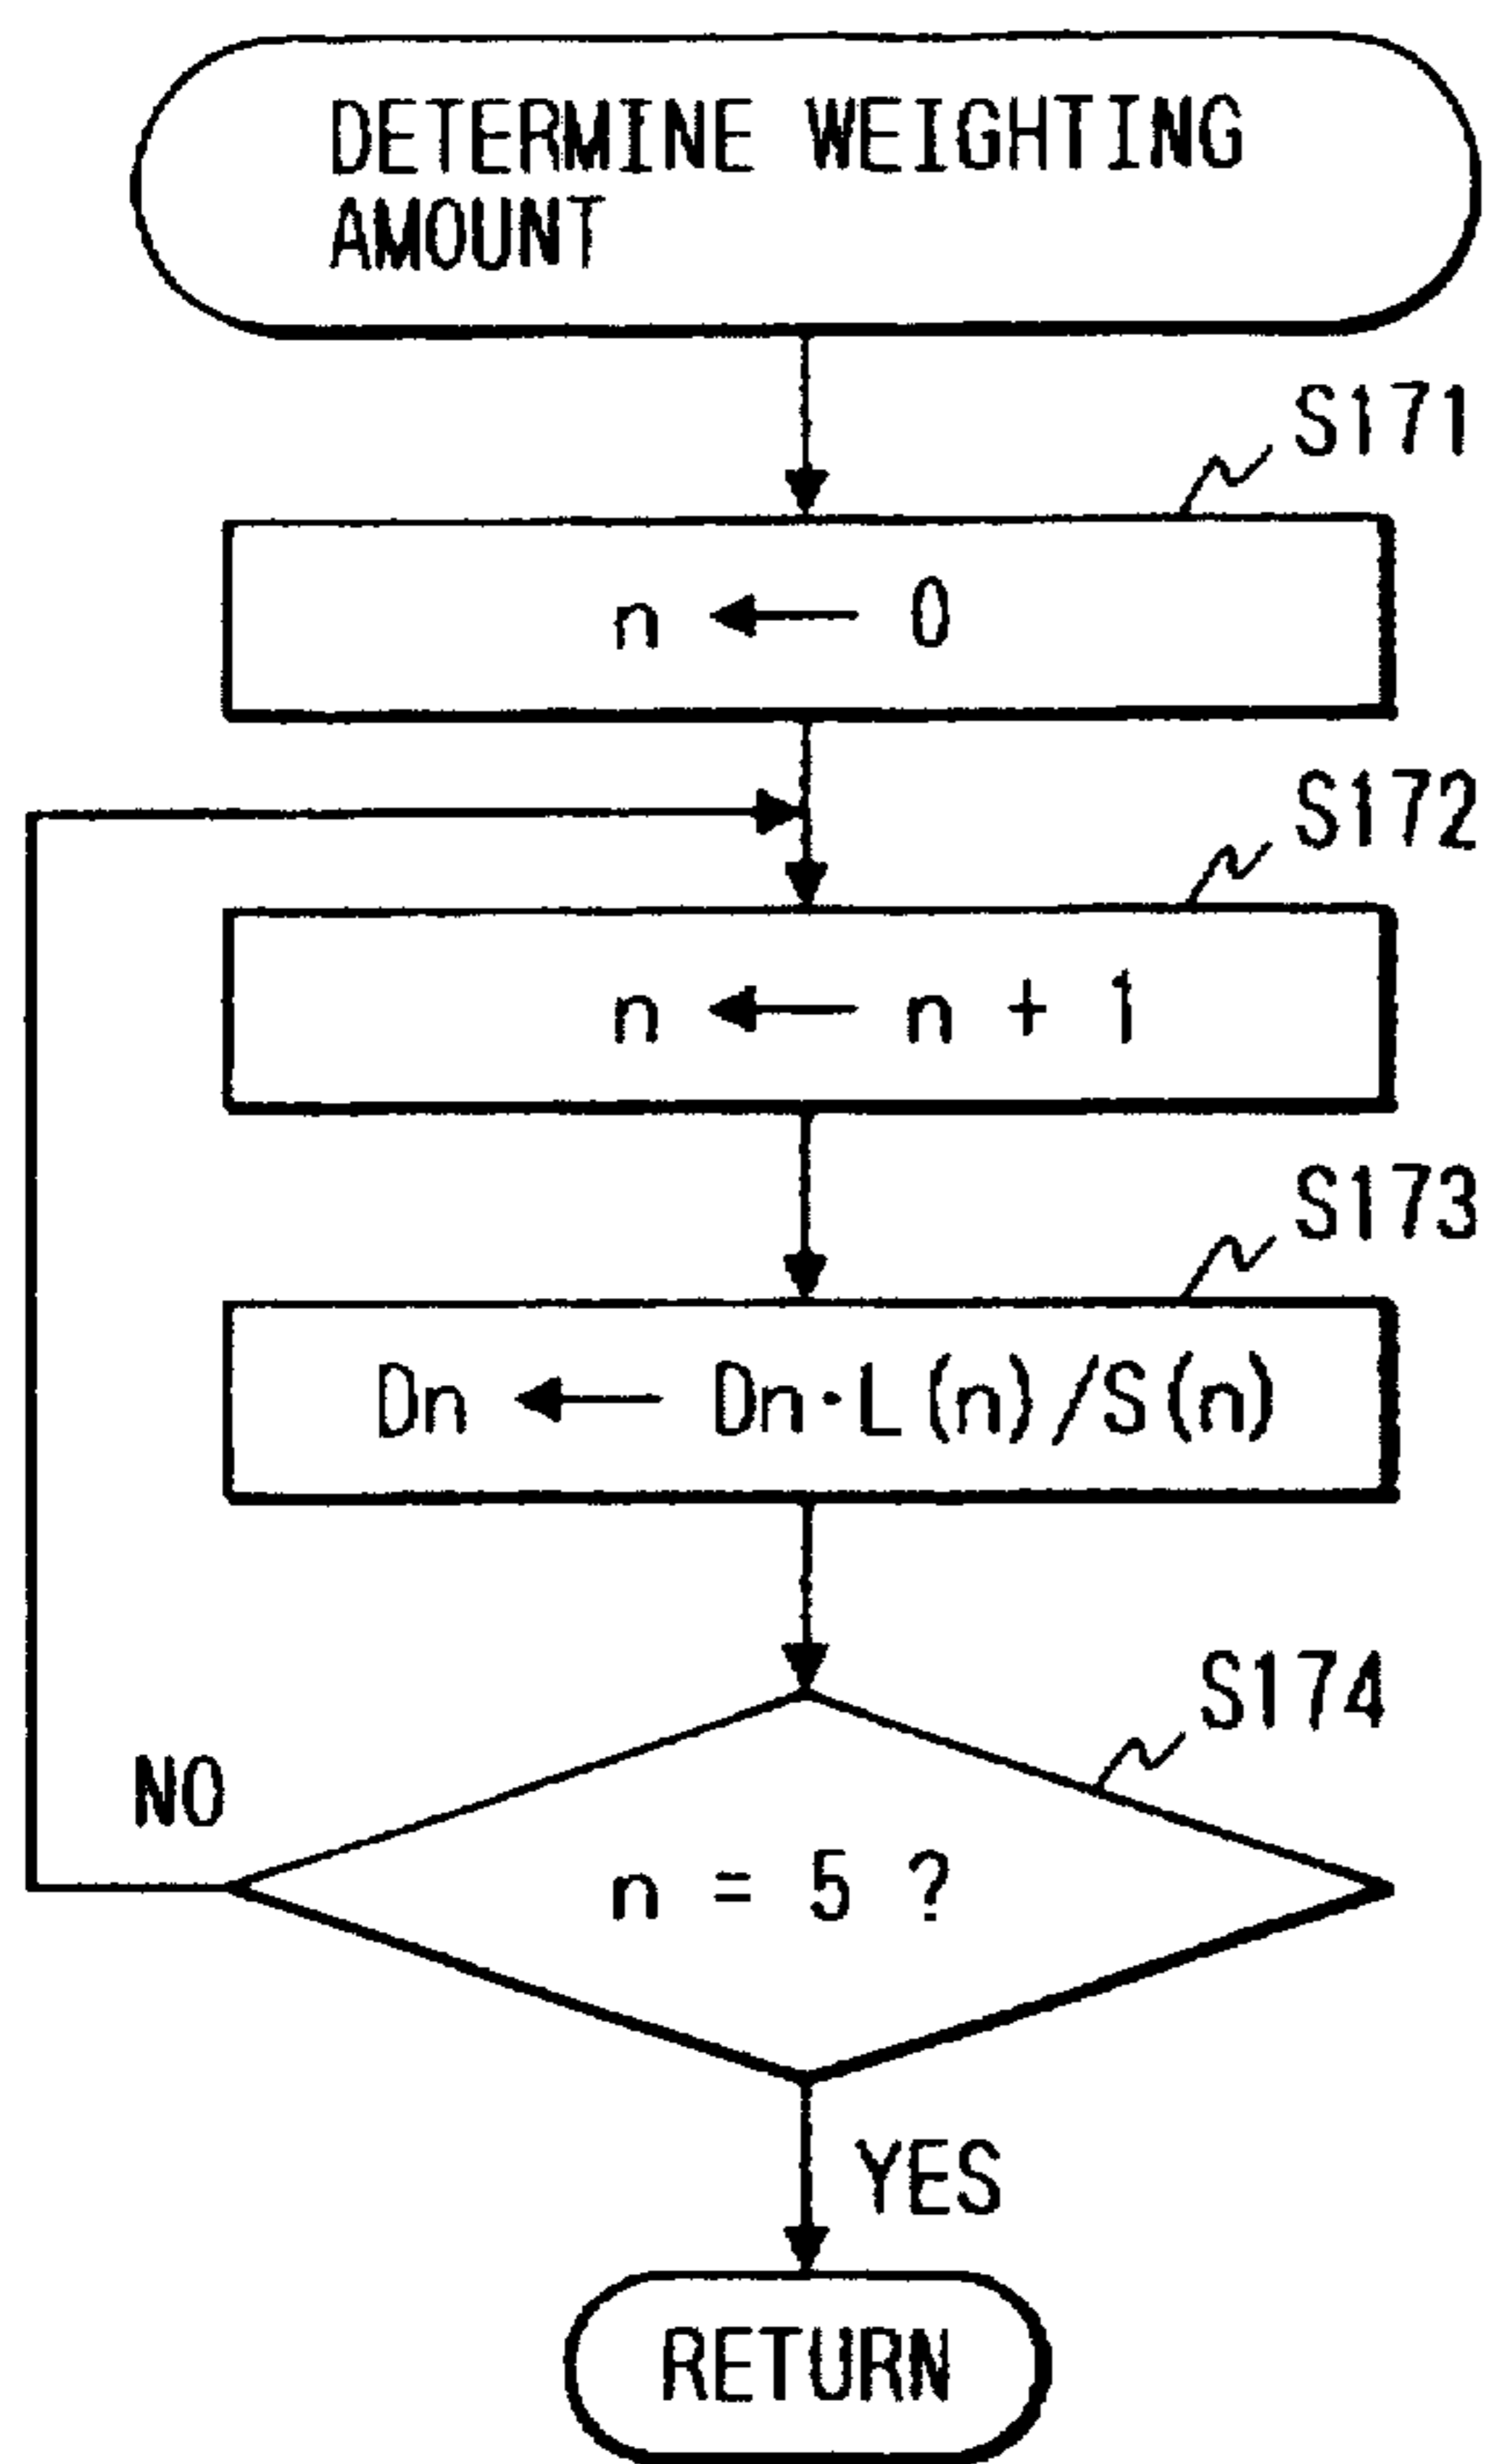 DETERMINE WEIGHTING
AMOUNT
S171
n ← 0
S172
n ← n + 1
S173
Dn ← Dn·L(n)/S(n)
S174
NO
n = 5 ?
YES
RETURN